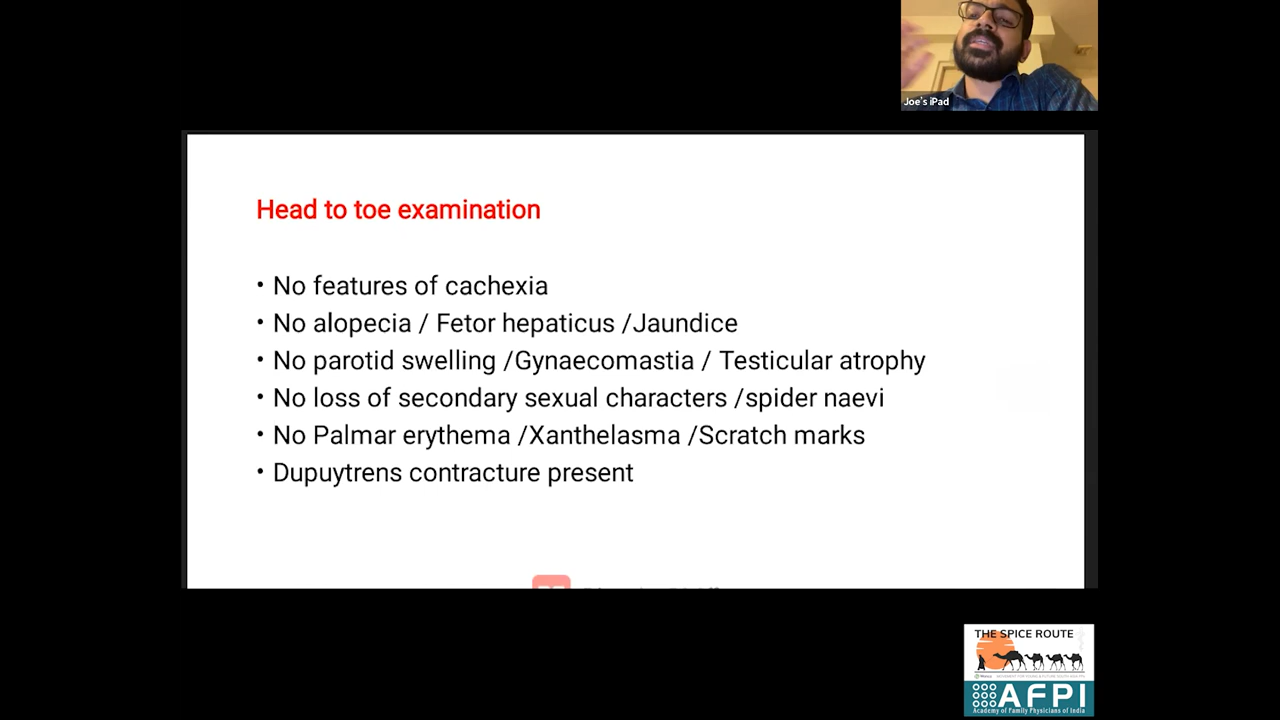 Joe's iPad
Head to toe examination
• No features of cachexia
• No alopecia / Fetor hepaticus /Jaundice
• No parotid swelling /Gynaecomastia / Testicular atrophy
• No loss of secondary sexual characters /spider naevi
• No Palmar erythema /Xanthelasma /Scratch marks
• Dupuytrens contracture present
THE SPICE ROUTE
AFPI
Academy of Family Physicians of India